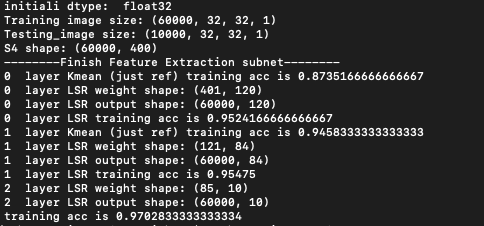 initiali dtype:  float32
Training image size: (60000, 32, 32, 1)
Testing_image size: (10000, 32, 32, 1)
S4 shape: (60000, 400)
--------Finish Feature Extraction subnet--------
0  layer Kmean (just ref) training acc is 0.8735166666666667
0  layer LSR weight shape: (401, 120)
0  layer LSR output shape: (60000, 120)
0  layer LSR training acc is 0.9524166666666667
1  layer Kmean (just ref) training acc is 0.9458333333333333
1  layer LSR weight shape: (121, 84)
1  layer LSR output shape: (60000, 84)
1  layer LSR training acc is 0.95475
2  layer LSR weight shape: (85, 10)
2  layer LSR output shape: (60000, 10)
training acc is 0.9702833333333334